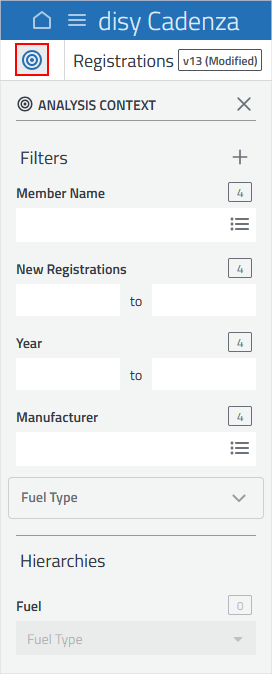 disy Cadenza
Registrations v13 (Modified)
ANALYSIS CONTEXT
Filters
Member Name 4
New Registrations 4
to
Year 4
to
Manufacturer 4
Fuel Type
Hierarchies
Fuel 0
Fuel Type